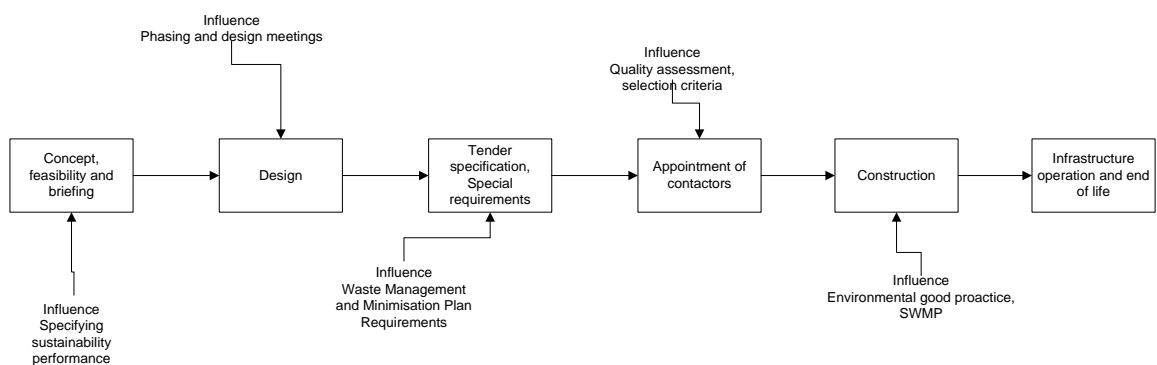 Influence
Phasing and design meetings
Influence
Quality assessment,
selection criteria
Concept,
feasibility and
briefing
Design
Tender
specification,
Special
requirements
Appointment of
contactors
Construction
Infrastructure
operation and end
of life
Influence
Specifying
sustainability
performance
Influence
Waste Management
and Minimisation Plan
Requirements
Influence
Environmental good proactice,
SWMP